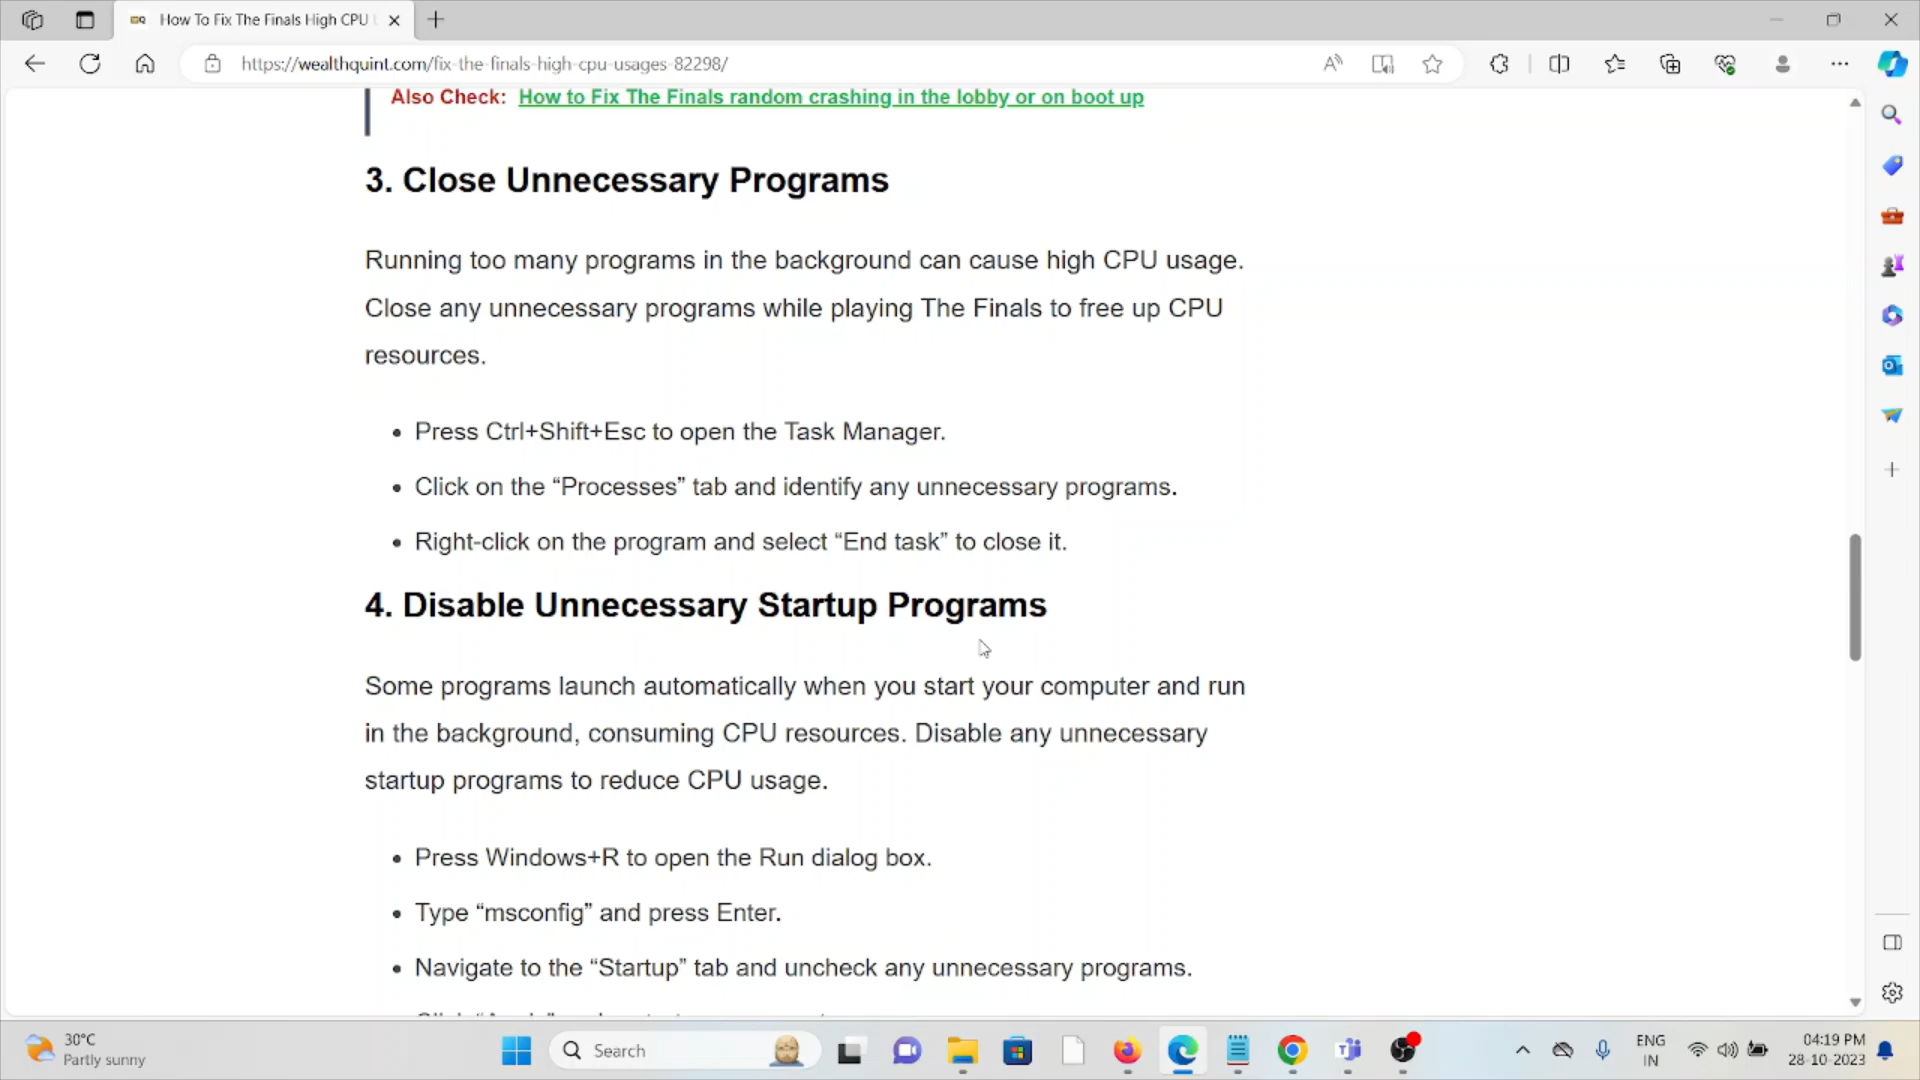 How To Fix The Finals High CPU
https://wealthquint.com/fix-the-finals-high-cpu-usages-82298/
Also Check: How to Fix The Finals random crashing in the lobby or on boot up
3. Close Unnecessary Programs
Running too many programs in the background can cause high CPU usage.
Close any unnecessary programs while playing The Finals to free up CPU
resources.
• Press Ctrl+Shift+Esc to open the Task Manager.
• Click on the “Processes” tab and identify any unnecessary programs.
• Right-click on the program and select “End task” to close it.
4. Disable Unnecessary Startup Programs
Some programs launch automatically when you start your computer and run
in the background, consuming CPU resources. Disable any unnecessary
startup programs to reduce CPU usage.
• Press Windows+R to open the Run dialog box.
• Type “msconfig” and press Enter.
• Navigate to the “Startup” tab and uncheck any unnecessary programs.
30°C
Partly sunny
Search
ENG
IN
04:19 PM
28-10-2023